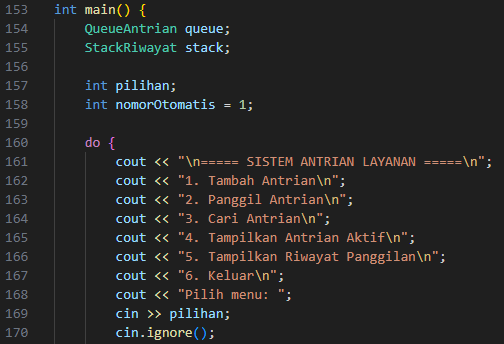 153 int main() {
154 QueueAntrian queue;
155 StackRiwayat stack;
156
157 int pilihan;
158 int nomorOtomatis = 1;
159
160 do {
161 cout << "\n===== SISTEM ANTRIAN LAYANAN =====\n";
162 cout << "1. Tambah Antrian\n";
163 cout << "2. Panggil Antrian\n";
164 cout << "3. Cari Antrian\n";
165 cout << "4. Tampilkan Antrian Aktif\n";
166 cout << "5. Tampilkan Riwayat Panggilan\n";
167 cout << "6. Keluar\n";
168 cout << "Pilih menu: ";
169 cin >> pilihan;
170 cin.ignore();